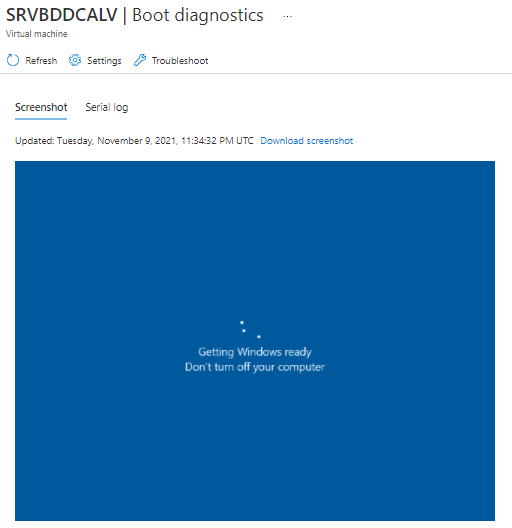 SRVBDDCALV | Boot diagnostics ...
Virtual machine
Refresh Settings Troubleshoot
Screenshot Serial log
Updated: Tuesday, November 9, 2021, 11:34:32 PM UTC Download screenshot
Getting Windows ready
Don't turn off your computer